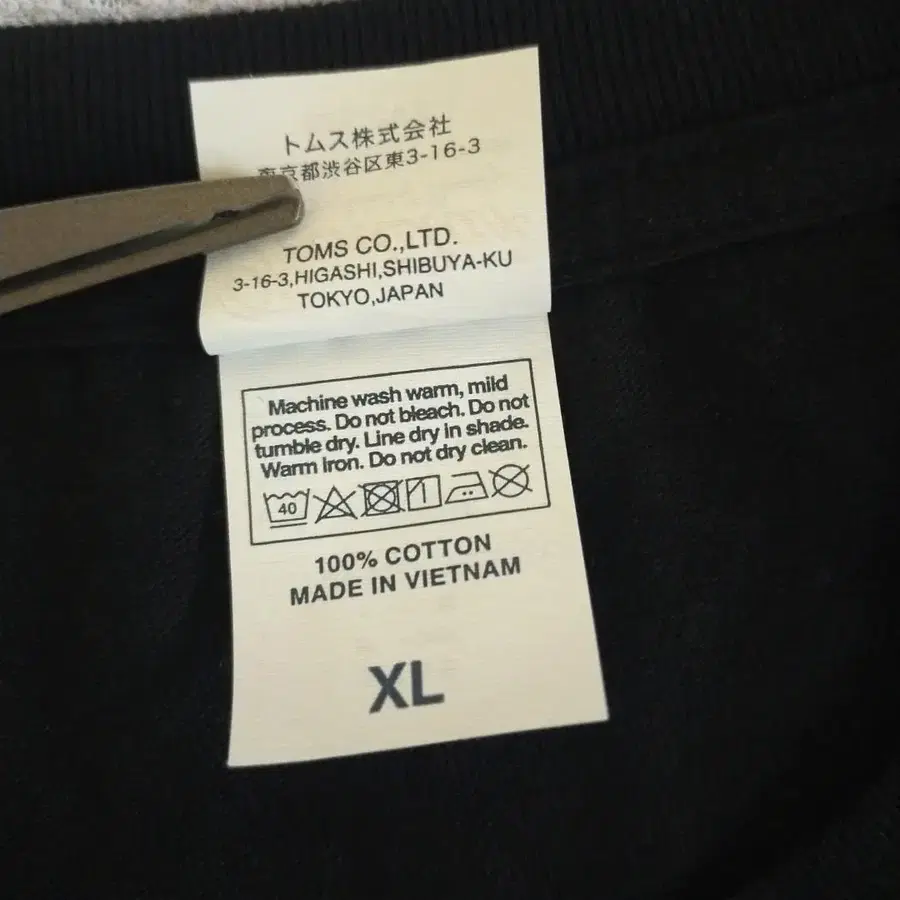 トムス株式会社
東京都渋谷区東3-16-3
TOMS CO.,LTD.
3-16-3,HIGASHI,SHIBUYA-KU
TOKYO,JAPAN
Machine wash warm, mild
process. Do not bleach. Do not
tumble dry. Line dry in shade.
Warm Iron. Do not dry clean.
40
100% COTTON
MADE IN VIETNAM
XL